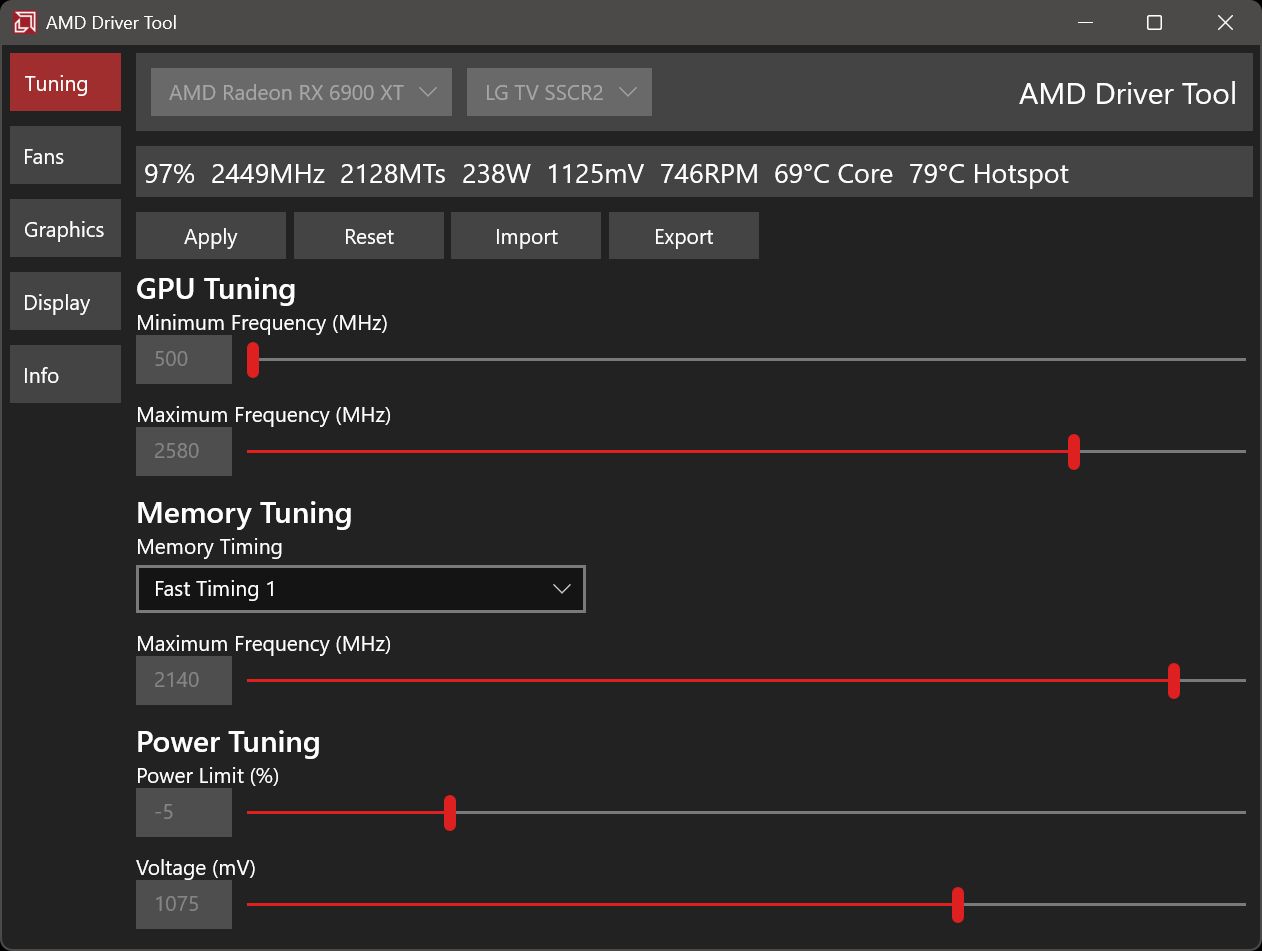 AMD Driver Tool
Tuning
Fans
Graphics
Display
Info
AMD Radeon RX 6900 XT LG TV SSCR2 AMD Driver Tool
97% 2449MHz 2128MTs 238W 1125mV 746RPM 69°C Core 79°C Hotspot
Apply Reset Import Export
GPU Tuning
Minimum Frequency (MHz)
500
Maximum Frequency (MHz)
2580
Memory Tuning
Memory Timing
Fast Timing 1
Maximum Frequency (MHz)
2140
Power Tuning
Power Limit (%)
-5
Voltage (mV)
1075